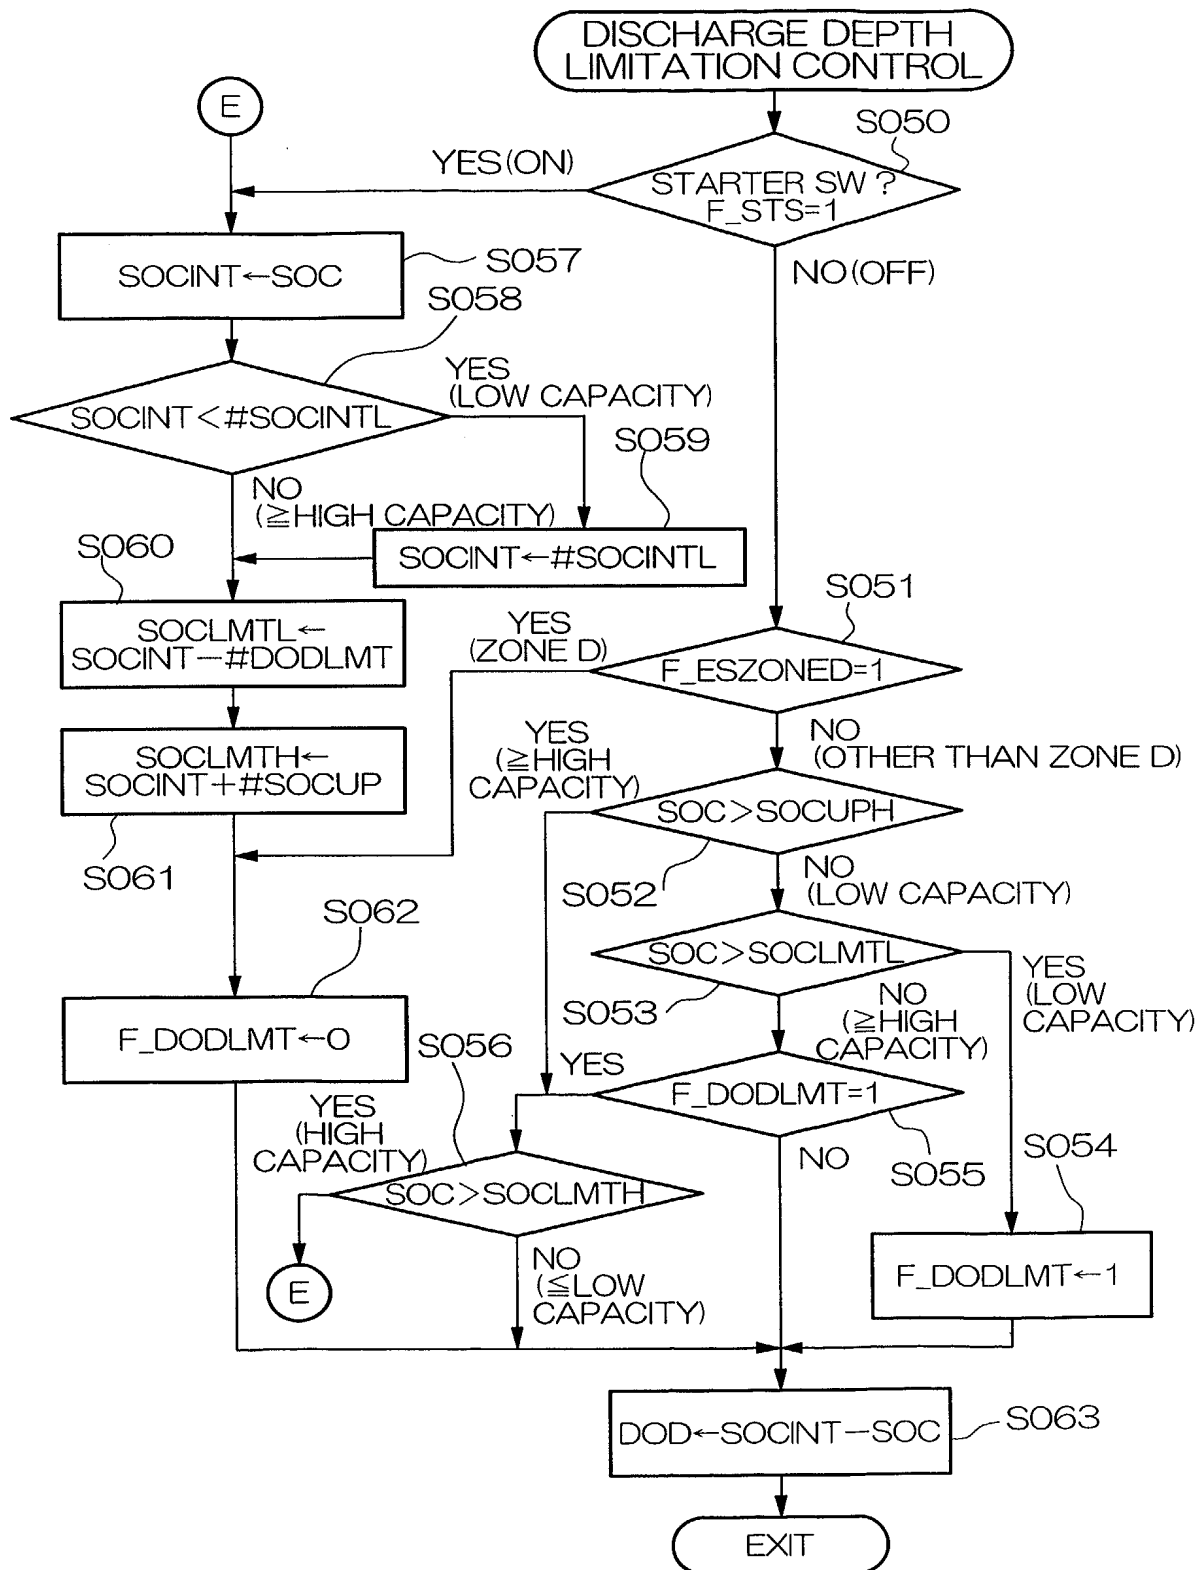 DISCHARGE DEPTH
LIMITATION CONTROL
E
S050
YES(ON)
STARTER SW ?
F_STS=1
NO(OFF)
S057
SOCINT←SOC
S058
YES
(LOW CAPACITY)
SOCINT<#SOCINTL
S059
NO
(≧HIGH CAPACITY)
SOCINT←#SOCINTL
S060
SOCLMTL←
SOCINT−#DODLMT
S051
YES
(ZONE D)
F_ESZONED=1
NO
(OTHER THAN ZONE D)
SOCLMTH←
SOCINT+#SOCUP
S061
YES
(≧HIGH
CAPACITY)
SOC>SOCUPH
S052
NO
(LOW CAPACITY)
S062
SOC>SOCLMTL
S053
YES
(LOW
CAPACITY)
NO
(≧HIGH
CAPACITY)
F_DODLMT←0
S056
YES
F_DODLMT=1
S055
NO
S054
YES
(HIGH
CAPACITY)
SOC>SOCLMTH
E
NO
(≦LOW
CAPACITY)
F_DODLMT←1
DOD←SOCINT−SOC
S063
EXIT